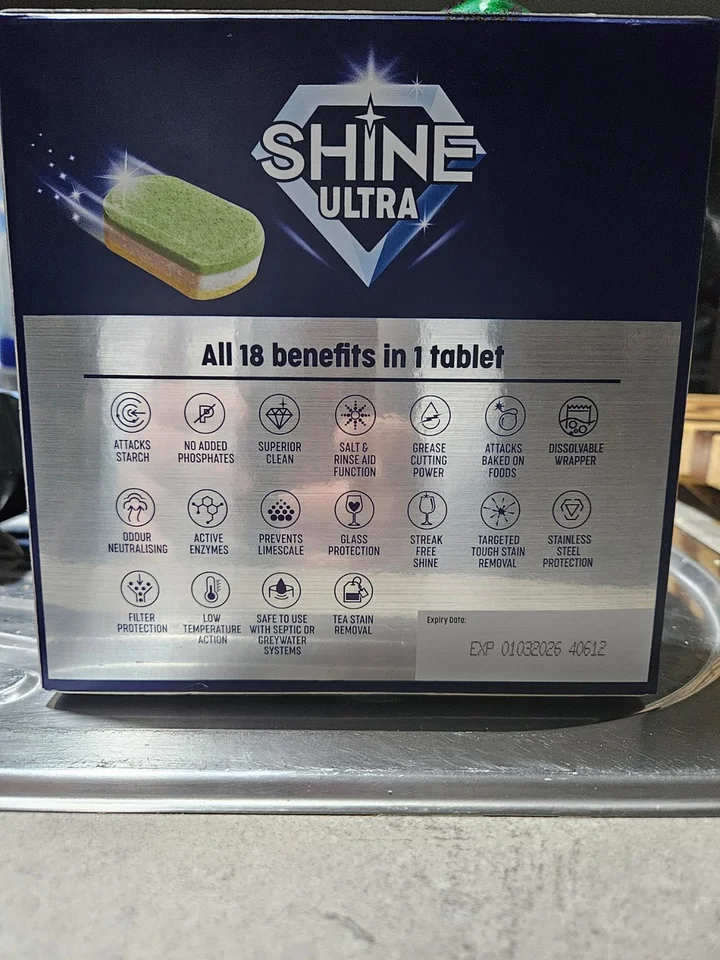 SHINE
ULTRA
All 18 benefits in 1 tablet
ATTACKS
STARCH
NO ADDED
PHOSPHATES
SUPERIOR
CLEAN
SALT &
RINSE AID
FUNCTION
GREASE
CUTTING
POWER
ATTACKS
BAKED ON
FOODS
DISSOLVABLE
WRAPPER
ODOUR
NEUTRALISING
ACTIVE
ENZYMES
PREVENTS
LIMESCALE
GLASS
PROTECTION
STREAK
FREE
SHINE
TARGETED
TOUGH STAIN
REMOVAL
STAINLESS
STEEL
PROTECTION
FILTER
PROTECTION
LOW
TEMPERATURE
ACTION
SAFE TO USE
WITH SEPTIC OR
GREYWATER
SYSTEMS
TEA STAIN
REMOVAL
Expiry Date:
EXP 01032026 40612